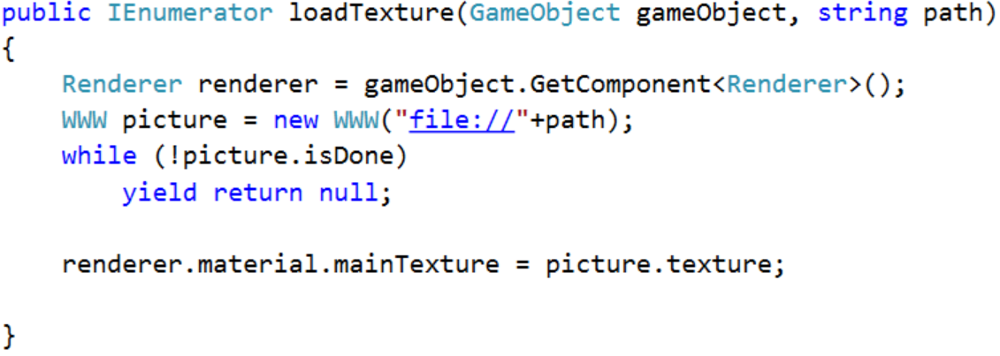 public IEnumerator loadTexture(GameObject gameObject, string path)
{
    Renderer renderer = gameObject.GetComponent<Renderer>();
    WWW picture = new WWW("file://"+path);
    while (!picture.isDone)
        yield return null;
    renderer.material.mainTexture = picture.texture;
}